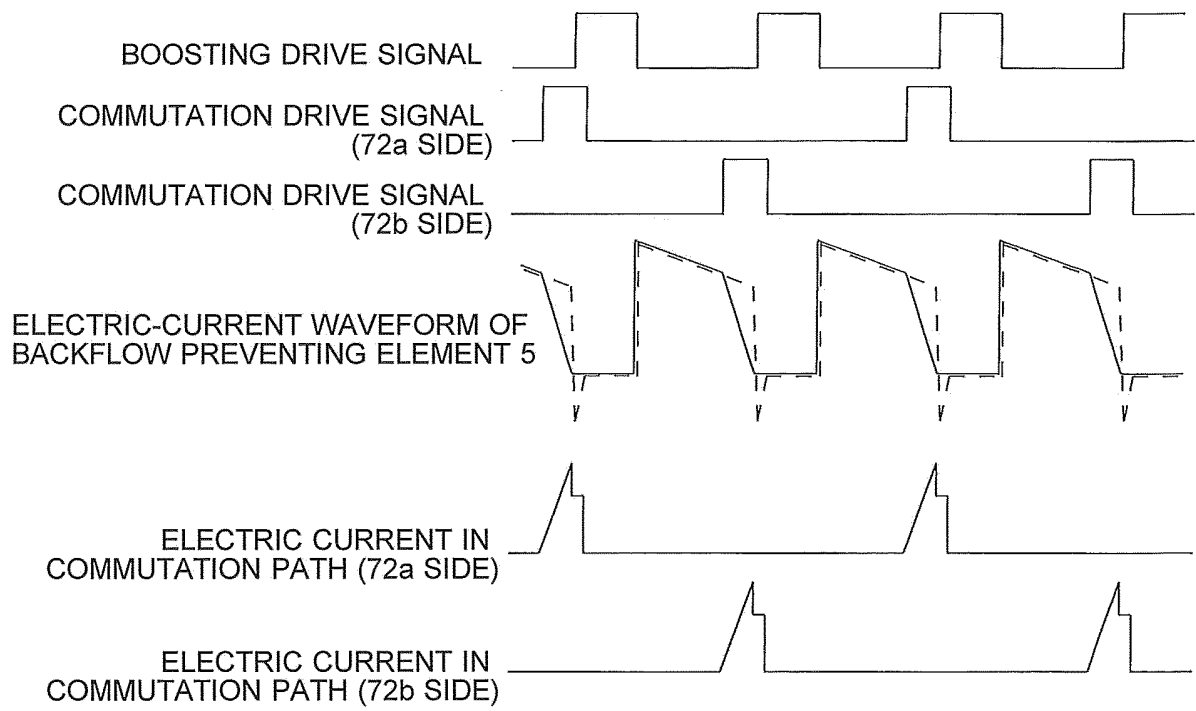 BOOSTING DRIVE SIGNAL
COMMUTATION DRIVE SIGNAL
(72a SIDE)
COMMUTATION DRIVE SIGNAL
(72b SIDE)
ELECTRIC-CURRENT WAVEFORM OF
BACKFLOW PREVENTING ELEMENT 5
ELECTRIC CURRENT IN
COMMUTATION PATH (72a SIDE)
ELECTRIC CURRENT IN
COMMUTATION PATH (72b SIDE)